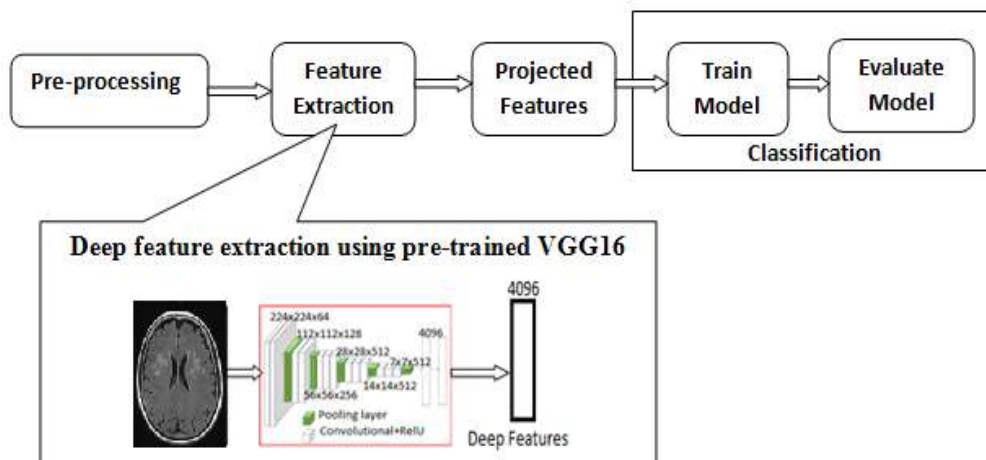 Pre-processing
Feature
Extraction
Projected
Features
Train
Model
Evaluate
Model
Classification
Deep feature extraction using pre-trained VGG16
224x224x64
112x112x128
56x56x256
28x28x512
14x14x512
7x7x512
4096
Pooling layer
Convolutional+RelU
4096
Deep Features